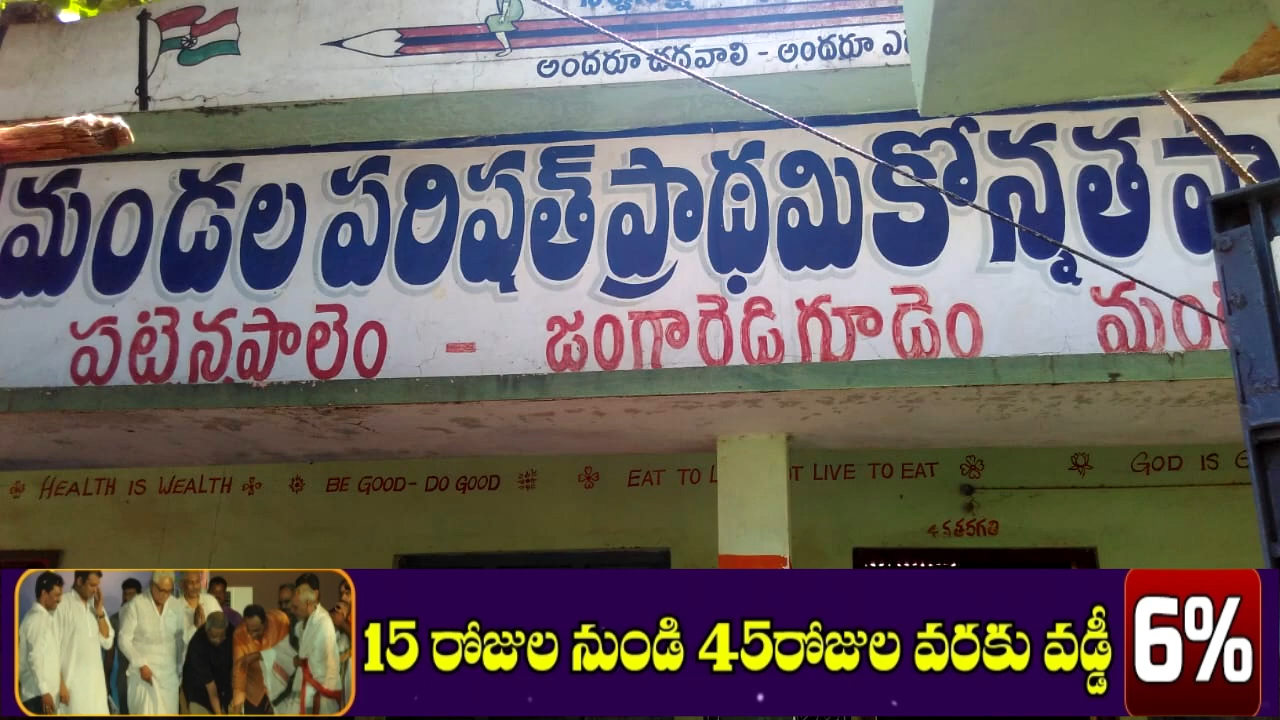 అందరూ చదవాలి - అందరూ
మండల పరిషత్ ప్రాథమికోన్నత
పటెనపాలెం - జంగారెడిగూడెం
HEALTH IS WEALTH BE GOOD - DO GOOD EAT TO LIVE TO EAT GOD IS
4వతరగతి
15 రోజుల నుండి 45రోజుల వరకు వడ్డీ 6%